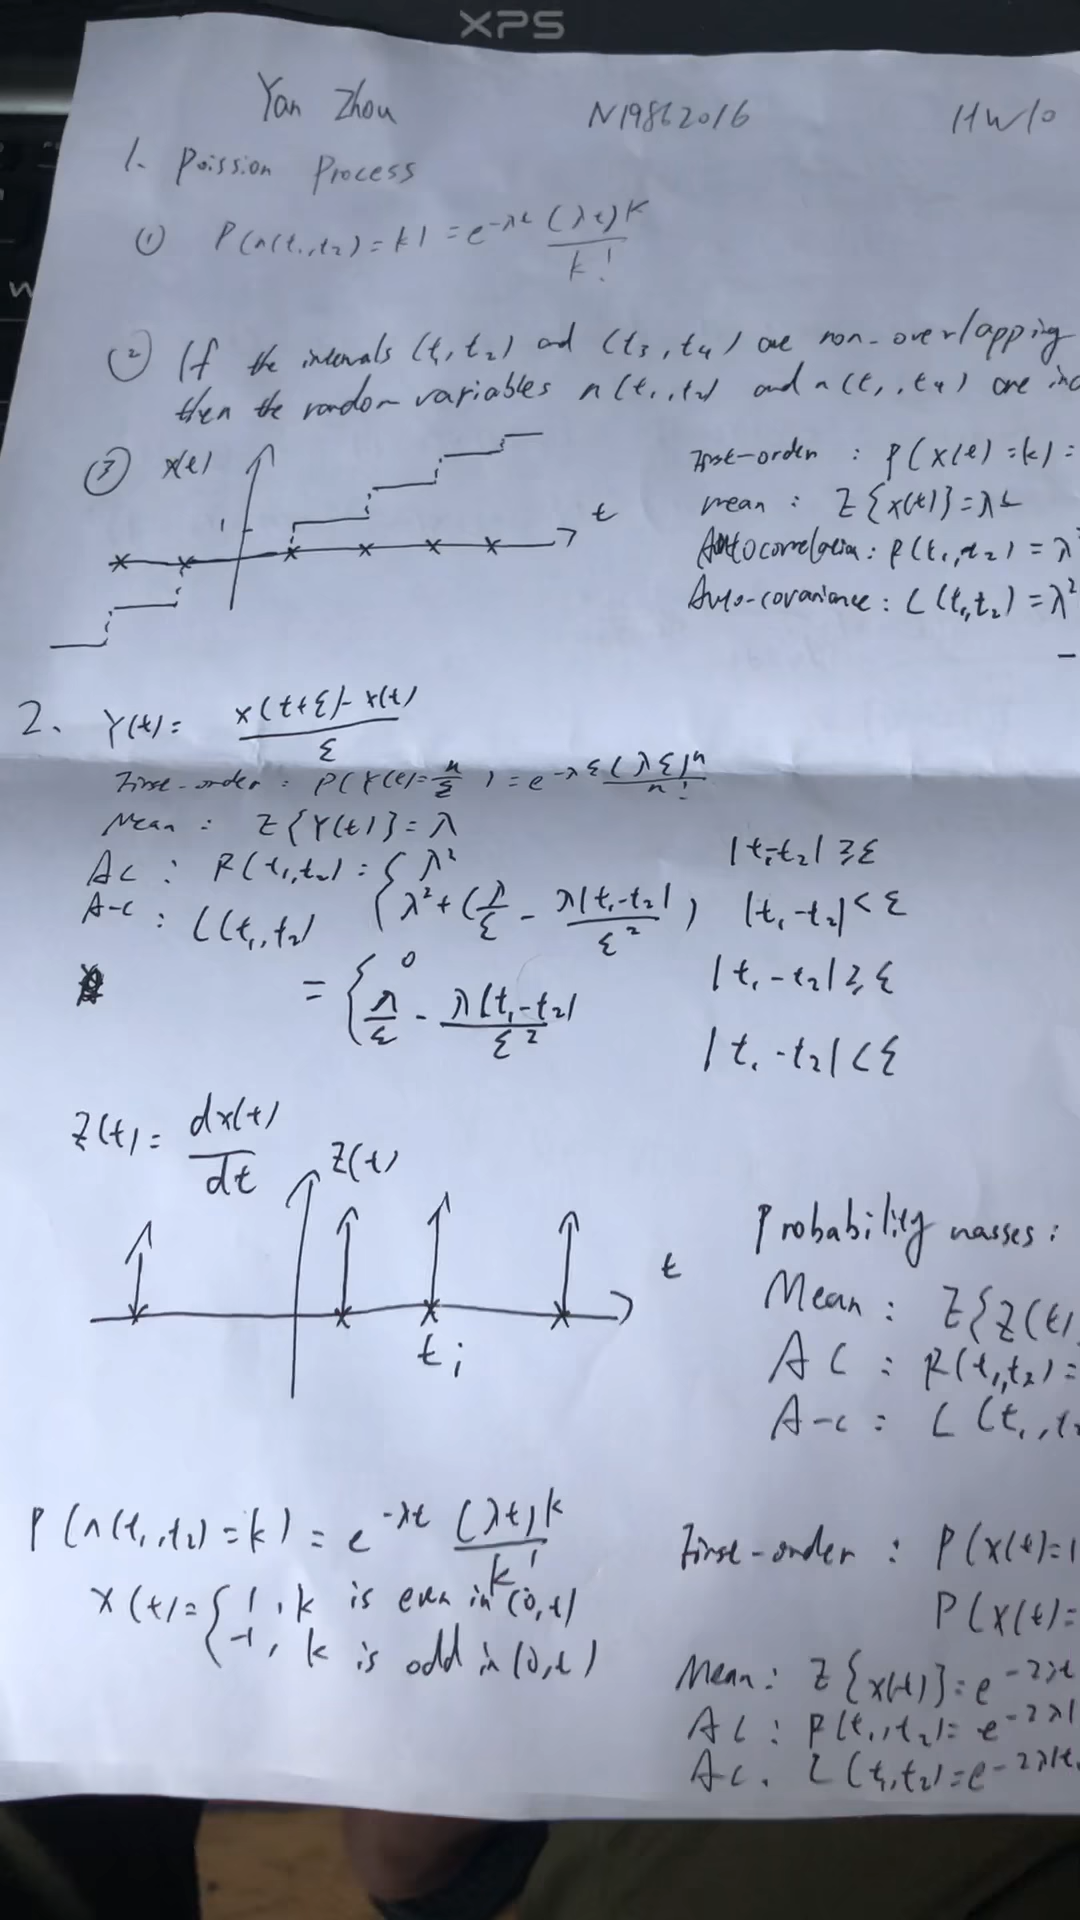 XPS
Yan Zhou N19862016 HW10
1. Poission Process
① P(n(t₁,t₂)=k) = e^-λt (λt)^k / k!
② If the intervals (t₁,t₂) and (t₃,t₄) are non-overlapping
then the random variables n(t₁,t₂) and n(t₁,t₄) are
③ x(t)
1
t
First-order : P(x(t)=k) =
mean : E{x(t)}=λt
Autocorrelation: R(t₁,t₂) = λ
Auto-covariance : C(t₁,t₂) = λ²
2. Y(t) = x(t+ε)-x(t) / ε
First-order : P(Y(t)=n/ε) = e^-λε (λε)^n / n!
Mean : E{Y(t)} = λ
AC : R(t₁,t₂) = { λ² |t₁-t₂| ≥ ε
λ²+(λ/ε - λ|t₁-t₂|/ε²) |t₁-t₂| < ε
A-C : C(t₁,t₂)
= { 0 |t₁-t₂| ≥ ε
λ/ε - λ|t₁-t₂|/ε² |t₁-t₂| < ε
Z(t) = dx(t)/dt
Z(t)
t
tᵢ
Probability masses :
Mean : E{Z(t)
AC : R(t₁,t₂) =
A-C : C(t₁,t₂
P(n(t₁,t₂)=k) = e^-λt (λt)^k / k!
x(t) = { 1, k is even in (0,t)
-1, k is odd in (0,t)
First-order : P(x(t)=1
P(x(t)=
Mean : E{x(t)} = e^-2λt
AC : R(t₁,t₂) = e^-2λ|
AC. C(t₁,t₂) = e^-2λ|t₁